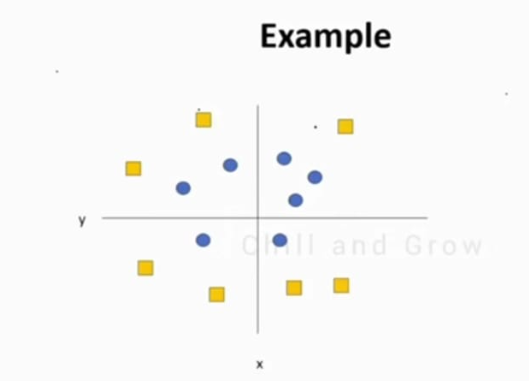 Example
y
Chill and Grow
x